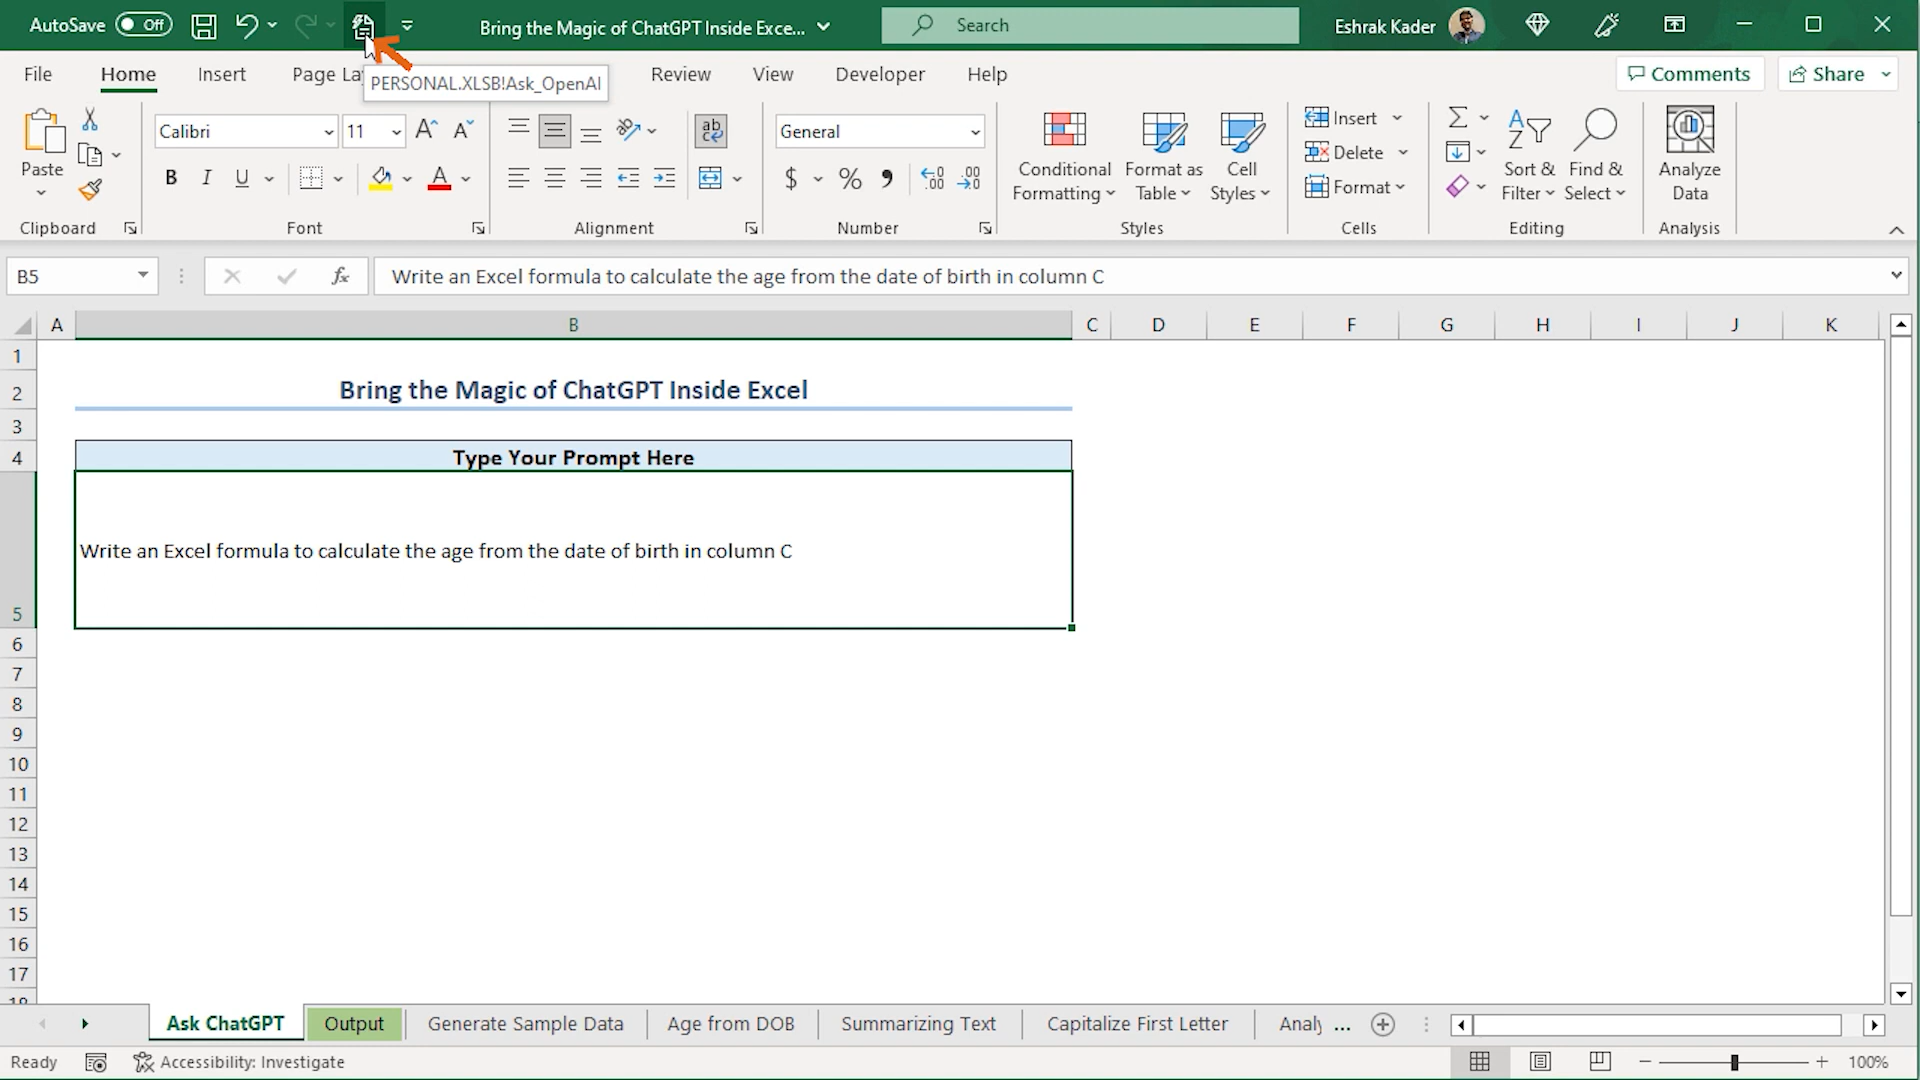 AutoSave Off Bring the Magic of ChatGPT Inside Exce... Search Eshrak Kader
File Home Insert Page La Review View Developer Help Comments Share
PERSONAL.XLSB!Ask_OpenAI
Paste
Calibri 11
General
Conditional Formatting
Format as Table
Cell Styles
Insert
Delete
Format
Sort & Filter
Find & Select
Analyze Data
Clipboard Font Alignment Number Styles Cells Editing Analysis
B5 fx Write an Excel formula to calculate the age from the date of birth in column C
A B C D E F G H I J K
1
2 Bring the Magic of ChatGPT Inside Excel
3
4 Type Your Prompt Here
Write an Excel formula to calculate the age from the date of birth in column C
5
6
7
8
9
10
11
12
13
14
15
16
17
18
Ask ChatGPT Output Generate Sample Data Age from DOB Summarizing Text Capitalize First Letter Analy ...
Ready Accessibility: Investigate 100%